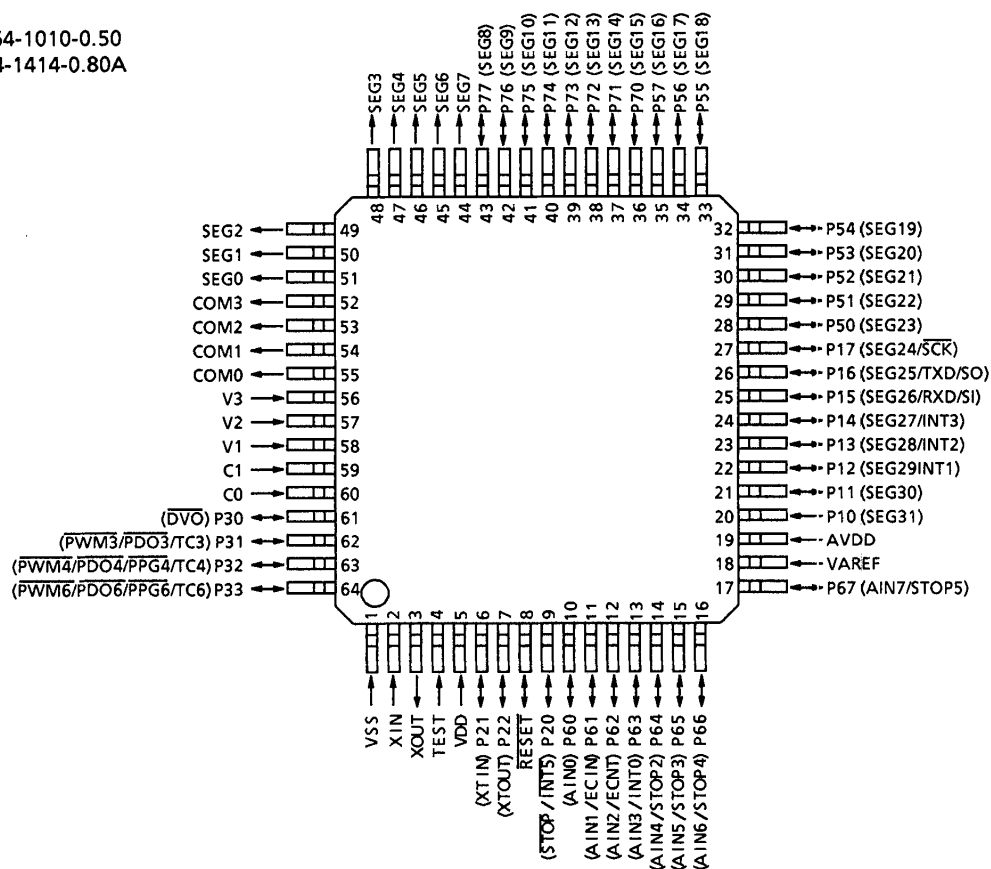 64-1010-0.50
4-1414-0.80A
SEG3
SEG4
SEG5
SEG6
SEG7
P77 (SEG8)
P76 (SEG9)
P75 (SEG10)
P74 (SEG11)
P73 (SEG12)
P72 (SEG13)
P71 (SEG14)
P70 (SEG15)
P57 (SEG16)
P56 (SEG17)
P55 (SEG18)
48 47 46 45 44 43 42 41 40 39 38 37 36 35 34 33
SEG2 49
SEG1 50
SEG0 51
COM3 52
COM2 53
COM1 54
COM0 55
V3 56
V2 57
V1 58
C1 59
C0 60
(DVO) P30 61
(PWM3/PDO3/TC3) P31 62
(PWM4/PDO4/PPG4/TC4) P32 63
(PWM6/PDO6/PPG6/TC6) P33 64
32 P54 (SEG19)
31 P53 (SEG20)
30 P52 (SEG21)
29 P51 (SEG22)
28 P50 (SEG23)
27 P17 (SEG24/SCK)
26 P16 (SEG25/TXD/SO)
25 P15 (SEG26/RXD/SI)
24 P14 (SEG27/INT3)
23 P13 (SEG28/INT2)
22 P12 (SEG29INT1)
21 P11 (SEG30)
20 P10 (SEG31)
19 AVDD
18 VAREF
17 P67 (AIN7/STOP5)
1 2 3 4 5 6 7 8 9 10 11 12 13 14 15 16
VSS
XIN
XOUT
TEST
VDD
(XTIN) P21
(XTOUT) P22
RESET
(STOP/INT5) P20
(AIN0) P60
(AIN1/ECIN) P61
(AIN2/ECNT) P62
(AIN3/INT0) P63
(AIN4/STOP2) P64
(AIN5/STOP3) P65
(AIN6/STOP4) P66